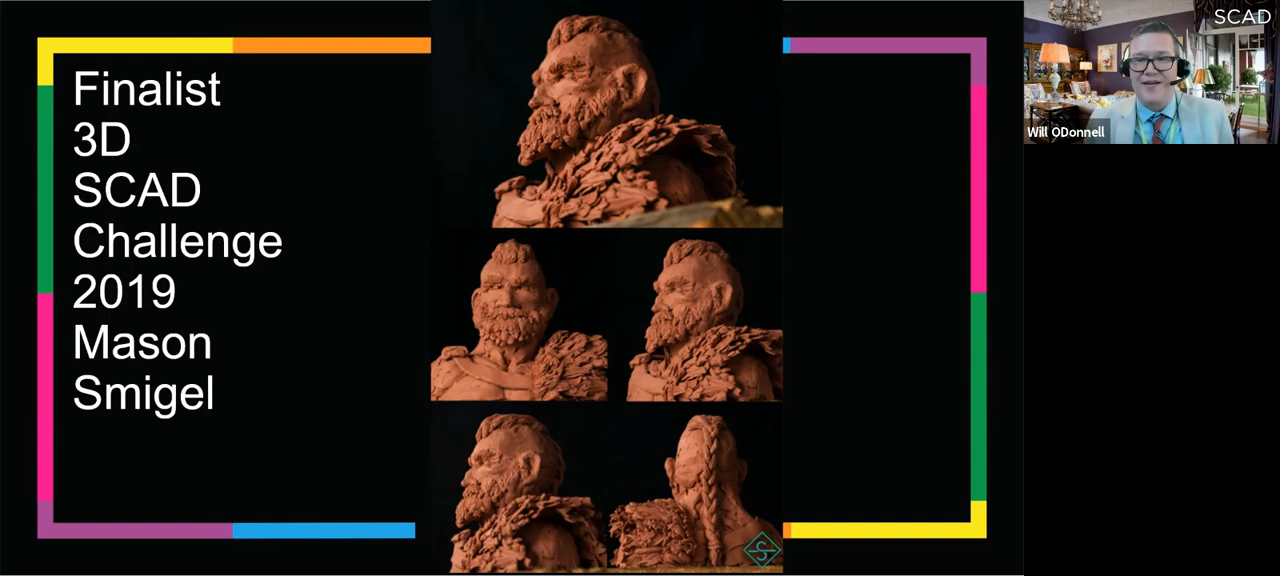 Finalist
3D
SCAD
Challenge
2019
Mason
Smigel
SCAD
Will ODonnell
S